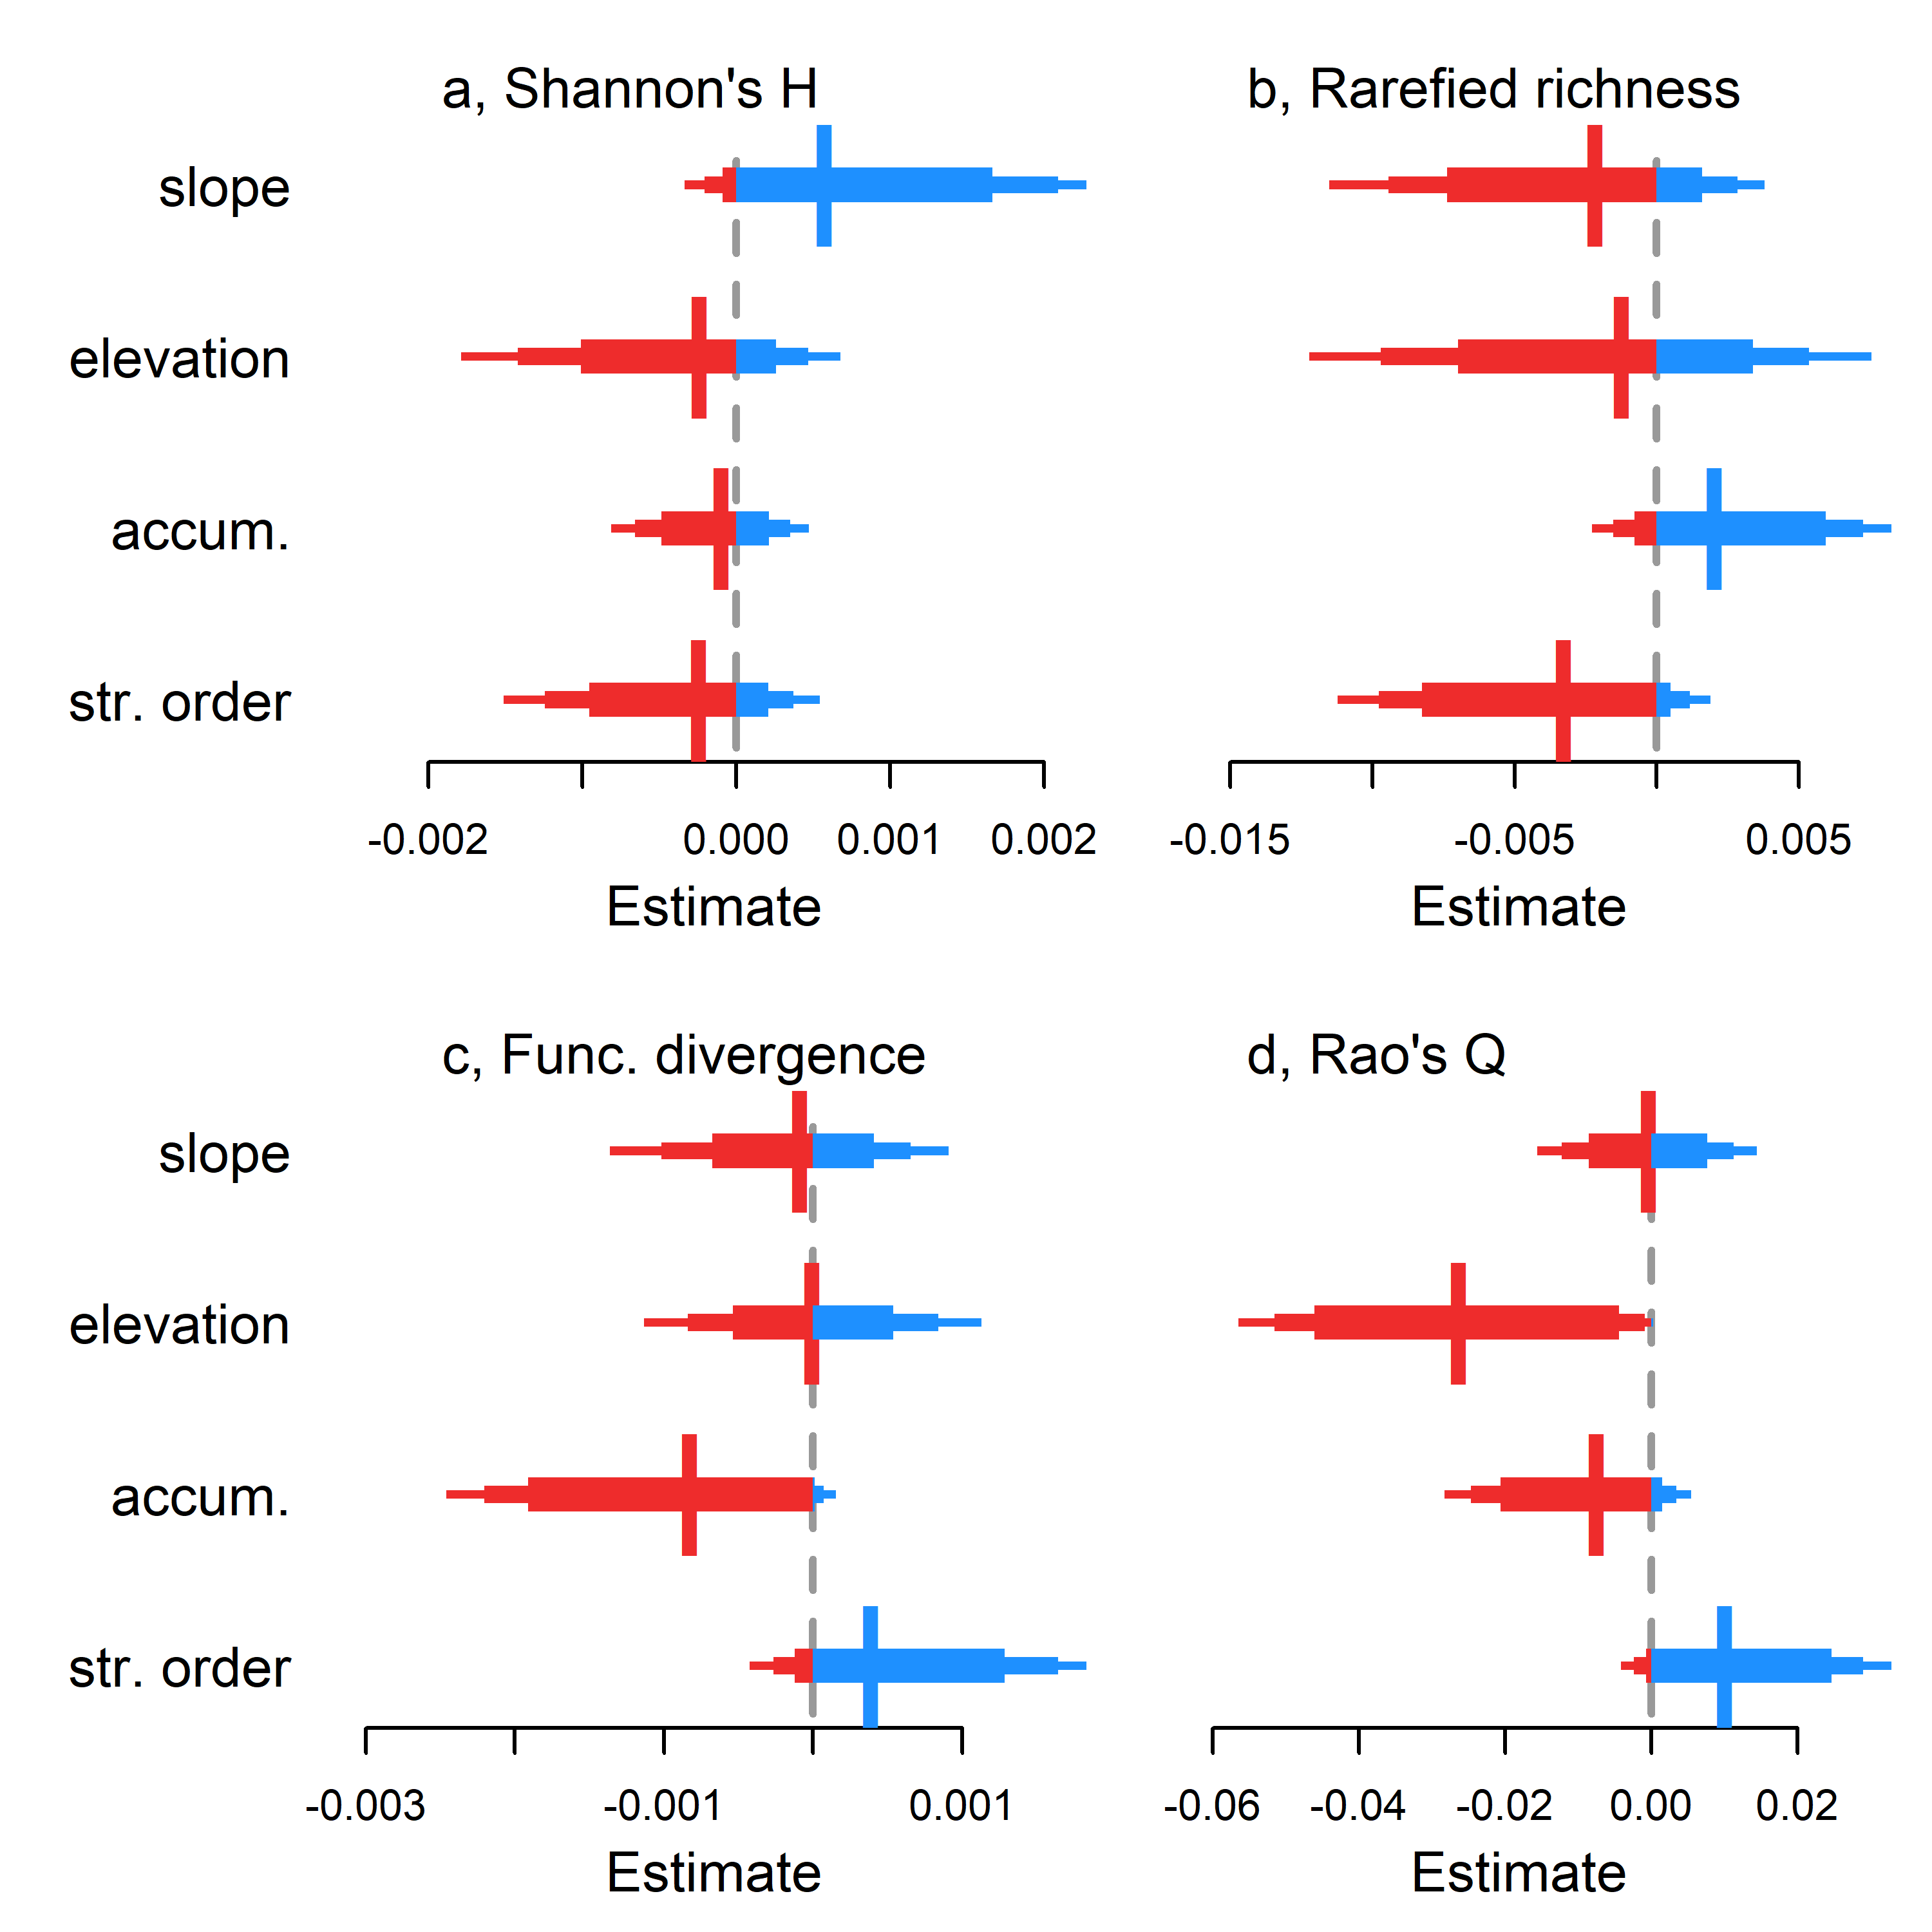 a, Shannon's H
b, Rarefied richness
slope
elevation
accum.
str. order
-0.002 0.000 0.001 0.002
-0.015 -0.005 0.005
Estimate
Estimate
c, Func. divergence
d, Rao's Q
slope
elevation
accum.
str. order
-0.003 -0.001 0.001
-0.06 -0.04 -0.02 0.00 0.02
Estimate
Estimate